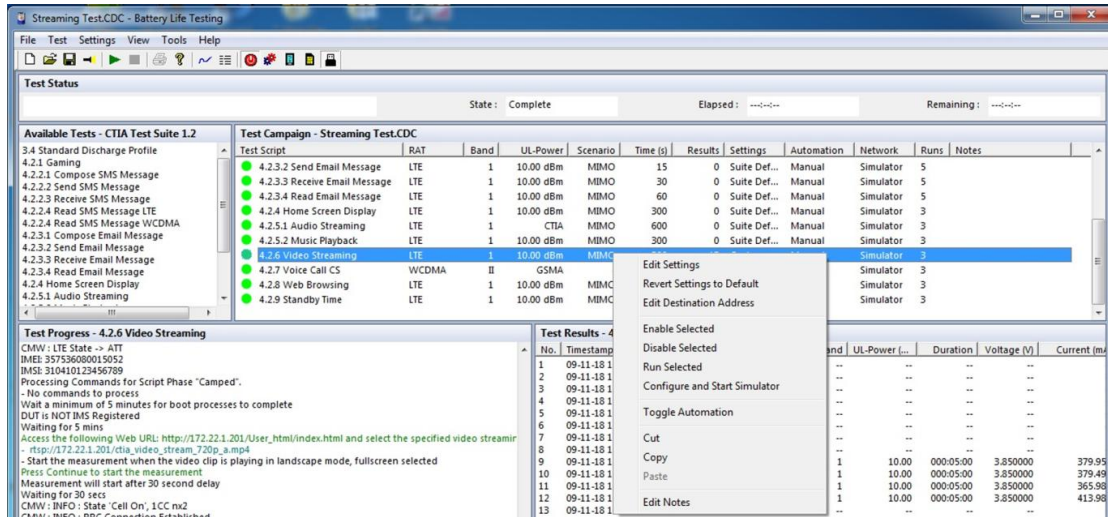 Streaming Test.CDC - Battery Life Testing
File Test Settings View Tools Help
Test Status
State : Complete Elapsed : ---:--:-- Remaining : ---:--:--
Available Tests - CTIA Test Suite 1.2
3.4 Standard Discharge Profile
4.2.1 Gaming
4.2.2.1 Compose SMS Message
4.2.2.2 Send SMS Message
4.2.2.3 Receive SMS Message
4.2.2.4 Read SMS Message LTE
4.2.2.4 Read SMS Message WCDMA
4.2.3.1 Compose Email Message
4.2.3.2 Send Email Message
4.2.3.3 Receive Email Message
4.2.3.4 Read Email Message
4.2.4 Home Screen Display
4.2.5.1 Audio Streaming
Test Campaign - Streaming Test.CDC
Test Script RAT Band UL-Power Scenario Time (s) Results Settings Automation Network Runs Notes
4.2.3.2 Send Email Message LTE 1 10.00 dBm MIMO 15 0 Suite Def... Manual Simulator 5
4.2.3.3 Receive Email Message LTE 1 10.00 dBm MIMO 30 0 Suite Def... Manual Simulator 5
4.2.3.4 Read Email Message LTE 1 10.00 dBm MIMO 60 0 Suite Def... Manual Simulator 5
4.2.4 Home Screen Display LTE 1 10.00 dBm MIMO 300 0 Suite Def... Manual Simulator 3
4.2.5.1 Audio Streaming LTE 1 CTIA MIMO 600 0 Suite Def... Manual Simulator 3
4.2.5.2 Music Playback LTE 1 10.00 dBm MIMO 300 0 Suite Def... Manual Simulator 3
4.2.6 Video Streaming LTE 1 10.00 dBm MIMO Simulator 3
4.2.7 Voice Call CS WCDMA II GSMA Simulator 3
4.2.8 Web Browsing LTE 1 10.00 dBm MIMO Simulator 3
4.2.9 Standby Time LTE 1 10.00 dBm MIMO Simulator 3
Edit Settings
Revert Settings to Default
Edit Destination Address
Enable Selected
Disable Selected
Run Selected
Configure and Start Simulator
Toggle Automation
Cut
Copy
Paste
Edit Notes
Test Progress - 4.2.6 Video Streaming
CMW : LTE State -> ATT
IMEI: 357536080015052
IMSI: 310410123456789
Processing Commands for Script Phase "Camped".
- No commands to process
Wait a minimum of 5 minutes for boot processes to complete
DUT is NOT IMS Registered
Waiting for 5 mins
Access the following Web URL: http://172.22.1.201/User_html/index.html and select the specified video streamin
- rtsp://172.22.1.201/ctia_video_stream_720p_a.mp4
- Start the measurement when the video clip is playing in landscape mode, fullscreen selected
Press Continue to start the measurement
Measurement will start after 30 second delay
Waiting for 30 secs
CMW : INFO : State 'Cell On', 1CC nx2
CMW : INFO : RRC Connection Established
Test Results - 4
No. Timestamp and UL-Power (... Duration Voltage (V) Current (mA
1 09-11-18 1 -- -- -- --
2 09-11-18 1 -- -- -- --
3 09-11-18 1 -- -- -- --
4 09-11-18 1 -- -- -- --
5 09-11-18 1 -- -- -- --
6 09-11-18 1 -- -- -- --
7 09-11-18 1 -- -- -- --
8 09-11-18 1 -- -- -- --
9 09-11-18 1 1 10.00 000:05:00 3.850000 379.95
10 09-11-18 1 1 10.00 000:05:00 3.850000 379.49
11 09-11-18 1 1 10.00 000:05:00 3.850000 365.98
12 09-11-18 1 1 10.00 000:05:00 3.850000 413.98
13 09-11-18 1 -- -- -- --